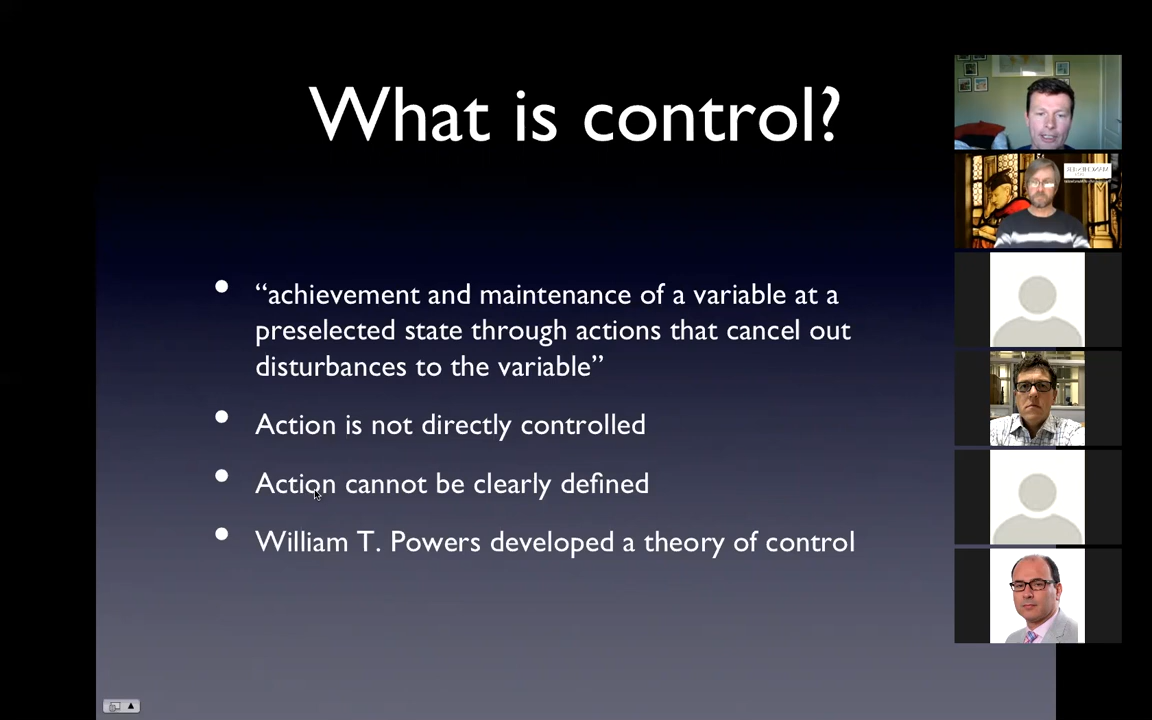 What is control?
“achievement and maintenance of a variable at a
preselected state through actions that cancel out
disturbances to the variable”
Action is not directly controlled
Action cannot be clearly defined
William T. Powers developed a theory of control